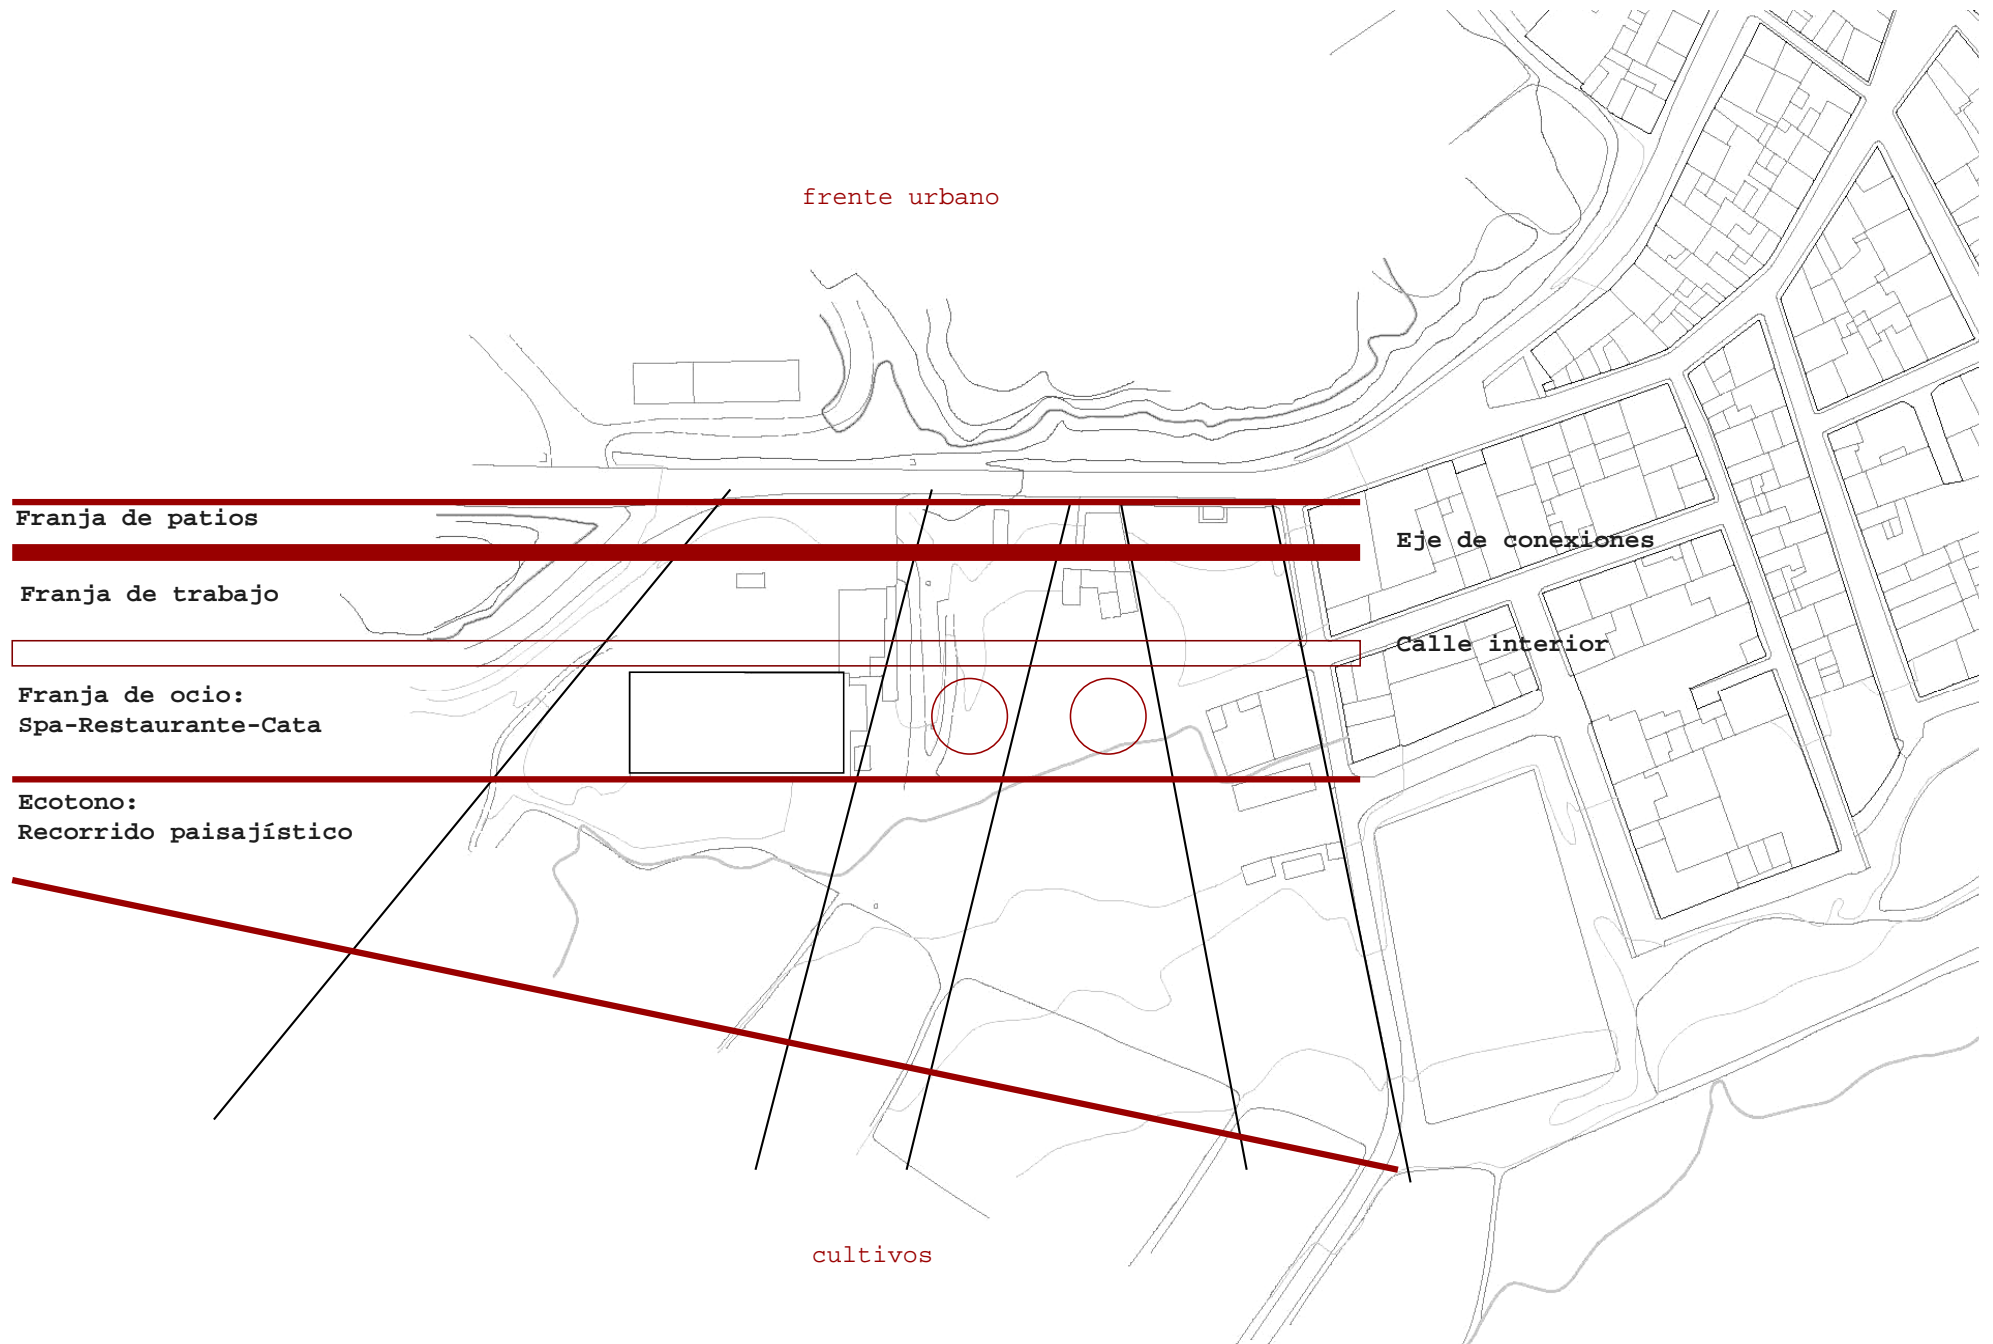 frente urbano
Franja de patios
Eje de conexiones
Franja de trabajo
Calle interior
Franja de ocio:
Spa-Restaurante-Cata
Ecotono:
Recorrido paisajístico
cultivos